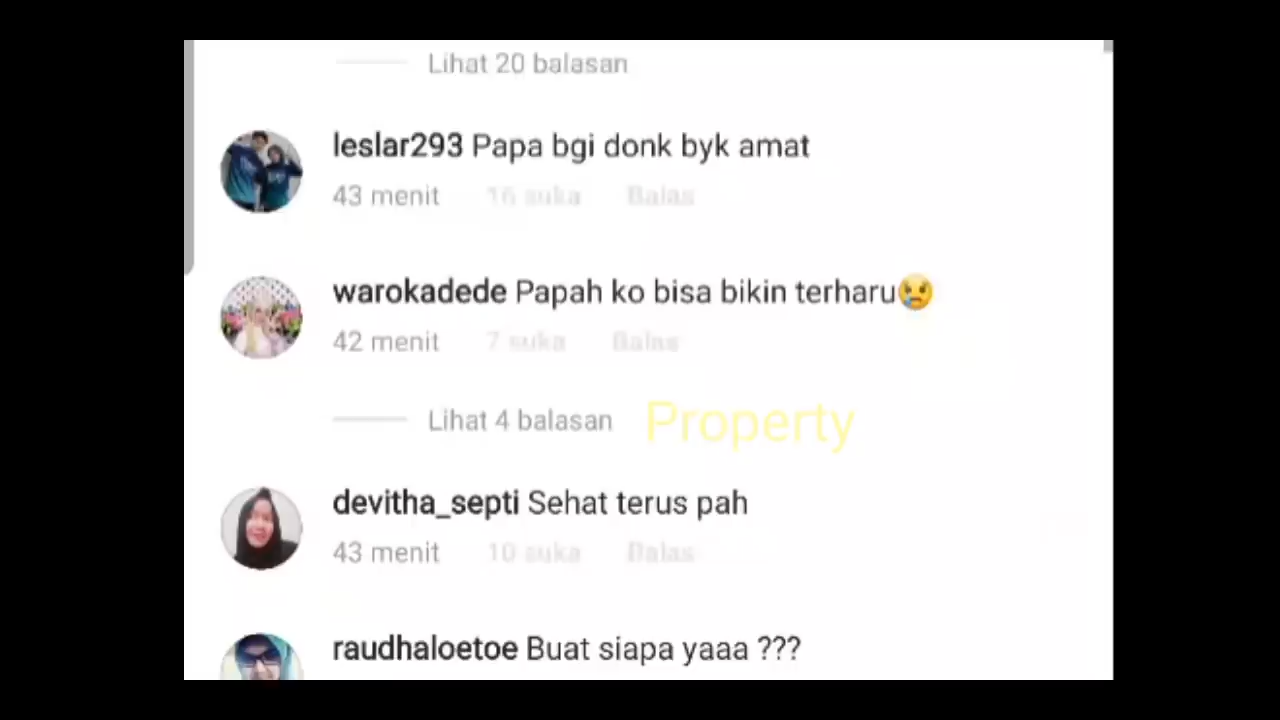 Lihat 20 balasan
leslar293 Papa bgi donk byk amat
43 menit 16 suka Balas
warokadede Papah ko bisa bikin terharu😢
42 menit 7 suka Balas
Lihat 4 balasan
Property
devitha_septi Sehat terus pah
43 menit 10 suka Balas
raudhaloetoe Buat siapa yaaa ???